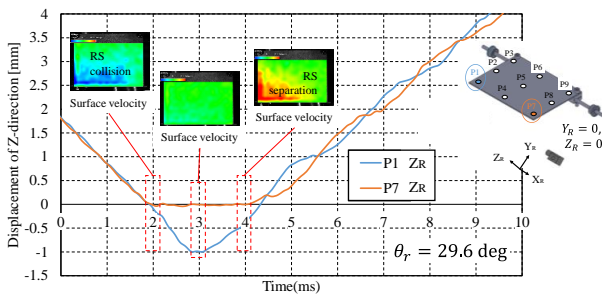 Displacement of Z-direction [mm]
4
3.5
3
2.5
2
1.5
1
0.5
0
-0.5
-1
-1.5
0
1
2
3
4
5
6
7
8
9
10
Time(ms)
RS
collision
Surface velocity
Surface velocity
RS
separation
Surface velocity
P1 ZR
P7 ZR
θr = 29.6 deg
P1
P2
P3
P4
P5
P6
P7
P8
P9
YR = 0,
ZR = 0
ZR
YR
XR